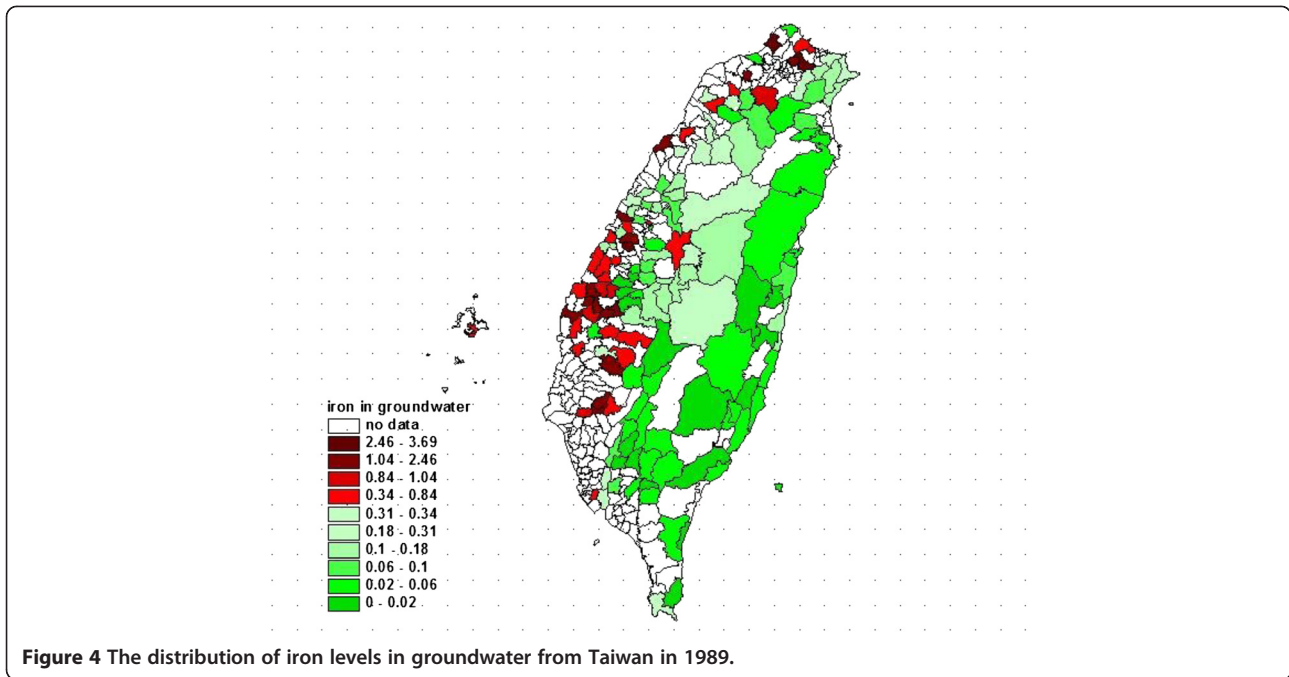 iron in groundwater
no data
2.46 - 3.69
1.04 - 2.46
0.84 - 1.04
0.34 - 0.84
0.31 - 0.34
0.18 - 0.31
0.1 - 0.18
0.06 - 0.1
0.02 - 0.06
0 - 0.02
Figure 4 The distribution of iron levels in groundwater from Taiwan in 1989.